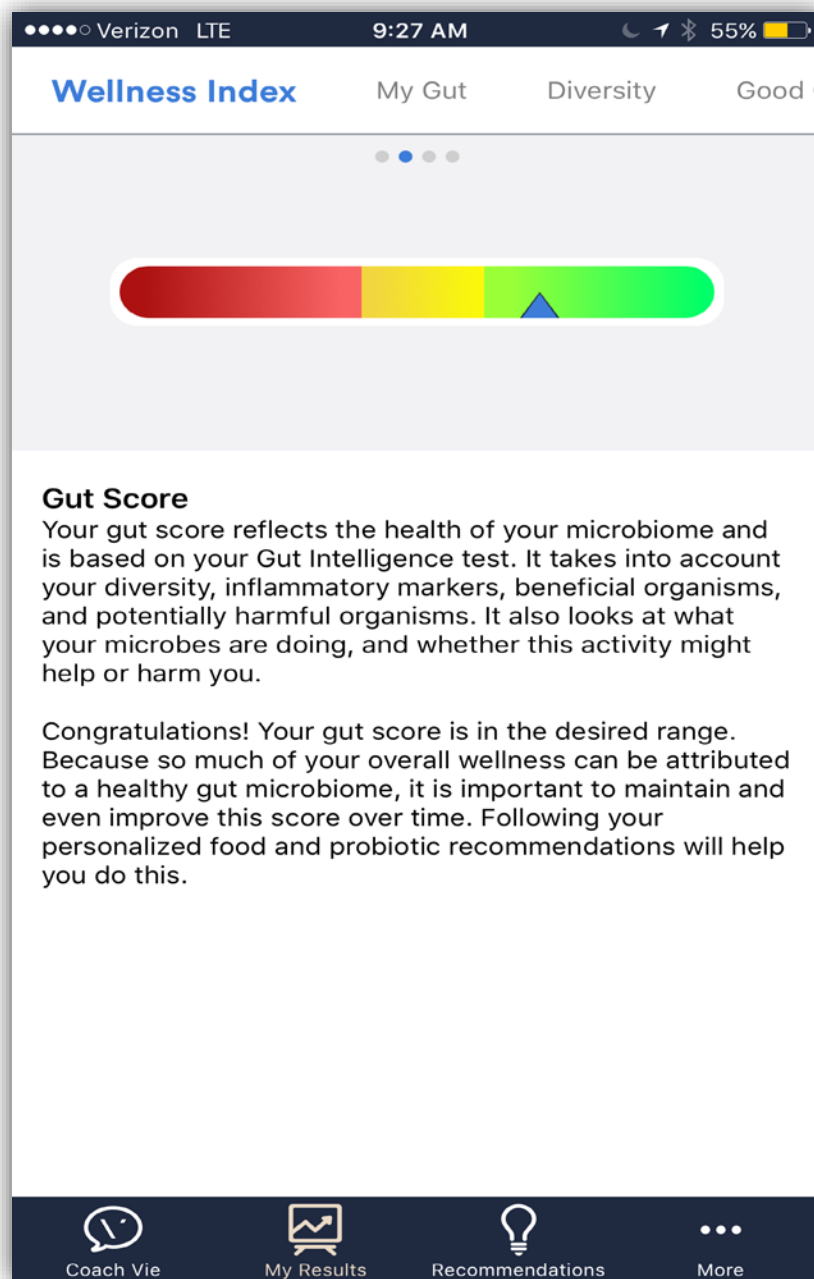 Verizon LTE 9:27 AM 55%
Wellness Index My Gut Diversity Good
Gut Score
Your gut score reflects the health of your microbiome and
is based on your Gut Intelligence test. It takes into account
your diversity, inflammatory markers, beneficial organisms,
and potentially harmful organisms. It also looks at what
your microbes are doing, and whether this activity might
help or harm you.
Congratulations! Your gut score is in the desired range.
Because so much of your overall wellness can be attributed
to a healthy gut microbiome, it is important to maintain and
even improve this score over time. Following your
personalized food and probiotic recommendations will help
you do this.
Coach Vie My Results Recommendations More